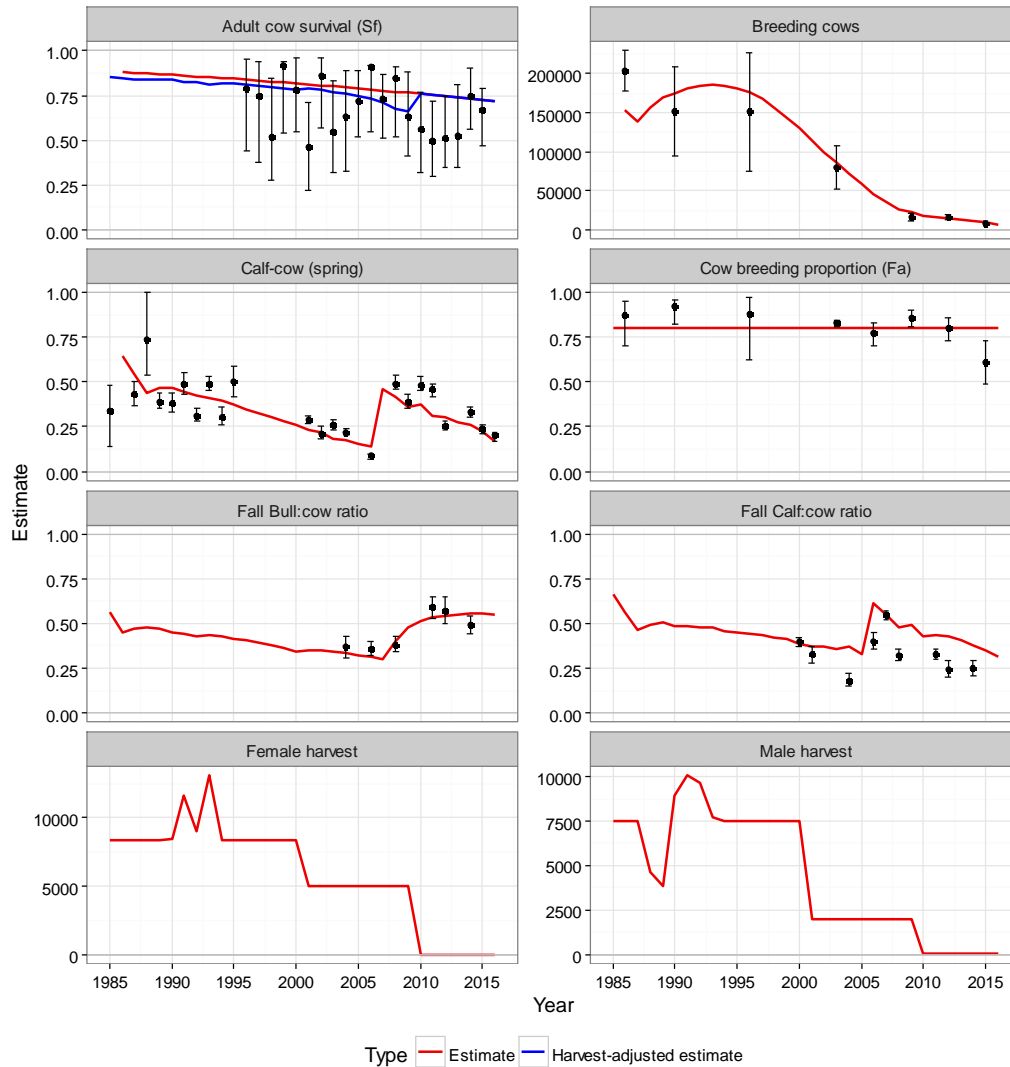 Adult cow survival (Sf)
Breeding cows
1.00
0.75
0.50
0.25
0.00
200000
150000
100000
50000
0
Calf-cow (spring)
Cow breeding proportion (Fa)
1.00
0.75
0.50
0.25
0.00
1.00
0.75
0.50
0.25
0.00
Estimate
Fall Bull:cow ratio
Fall Calf:cow ratio
1.00
0.75
0.50
0.25
0.00
1.00
0.75
0.50
0.25
0.00
Female harvest
Male harvest
10000
5000
0
10000
7500
5000
2500
0
1985 1990 1995 2000 2005 2010 2015
1985 1990 1995 2000 2005 2010 2015
Year
Type Estimate Harvest-adjusted estimate